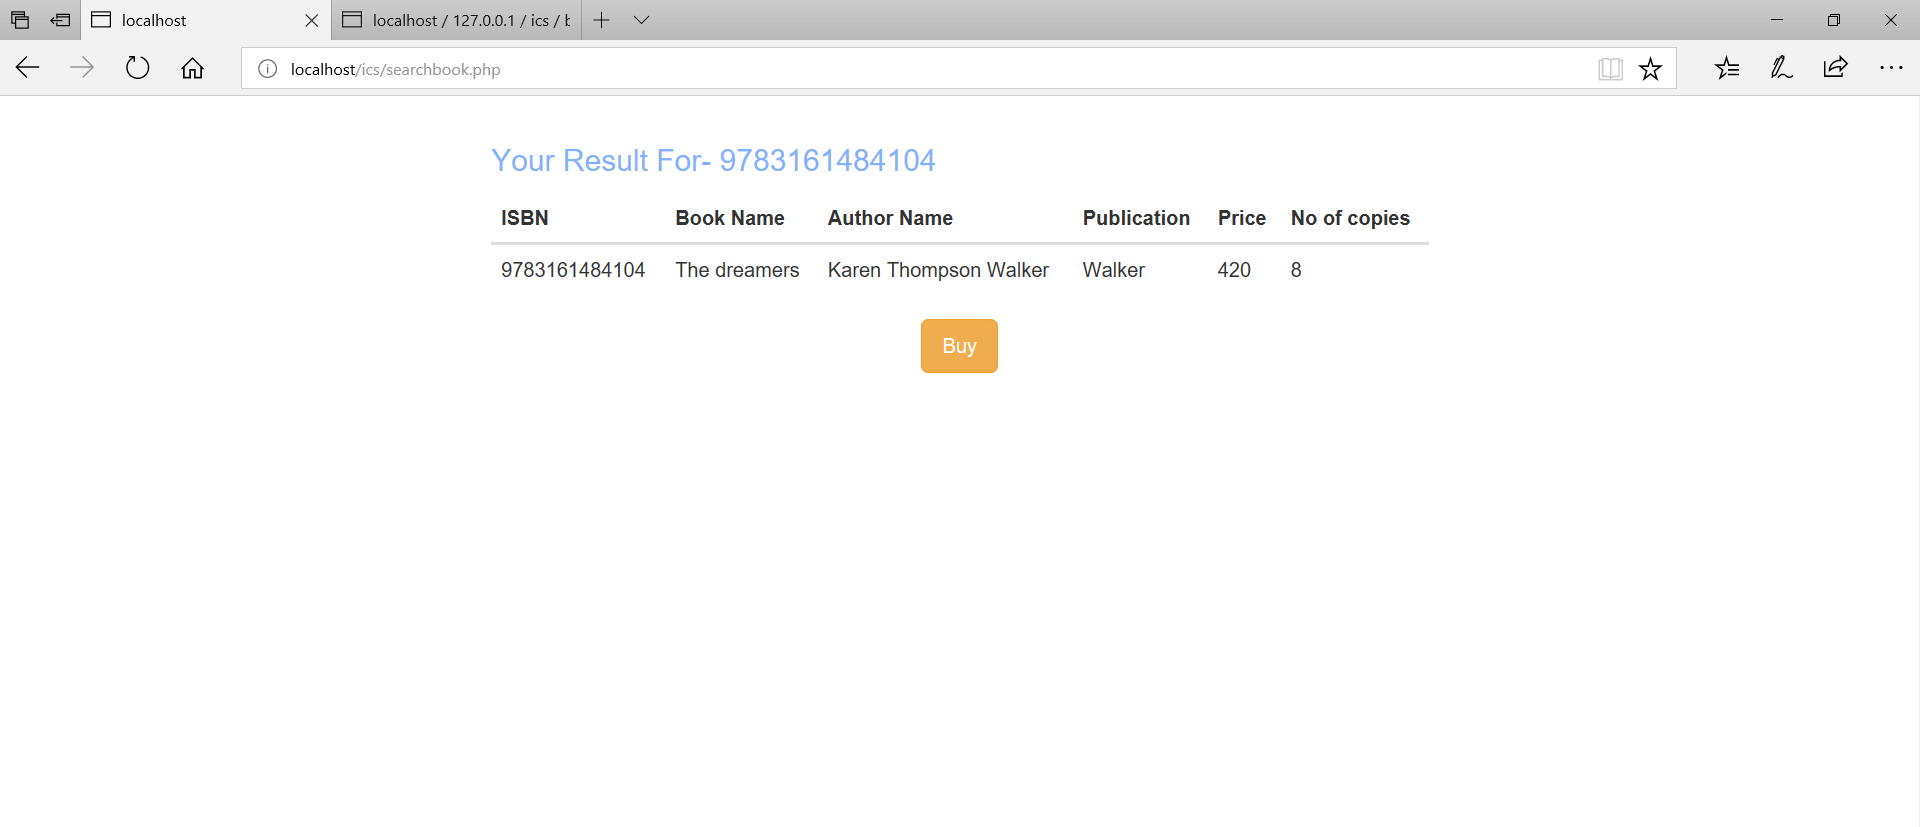 localhost
localhost / 127.0.0.1 / ics /
localhost/ics/searchbook.php
Your Result For- 9783161484104
ISBN Book Name Author Name Publication Price No of copies
9783161484104 The dreamers Karen Thompson Walker Walker 420 8
Buy